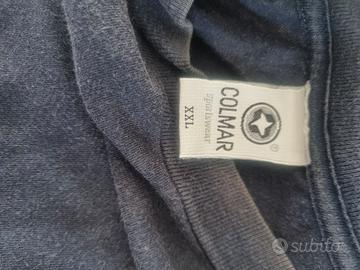 COLMAR
sportswear
XXL
®
subito